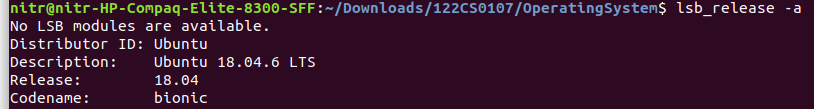 nitr@nitr-HP-Compaq-Elite-8300-SFF:~/Downloads/122CS0107/OperatingSystem$ lsb_release -a
No LSB modules are available.
Distributor ID: Ubuntu
Description:    Ubuntu 18.04.6 LTS
Release:        18.04
Codename:       bionic